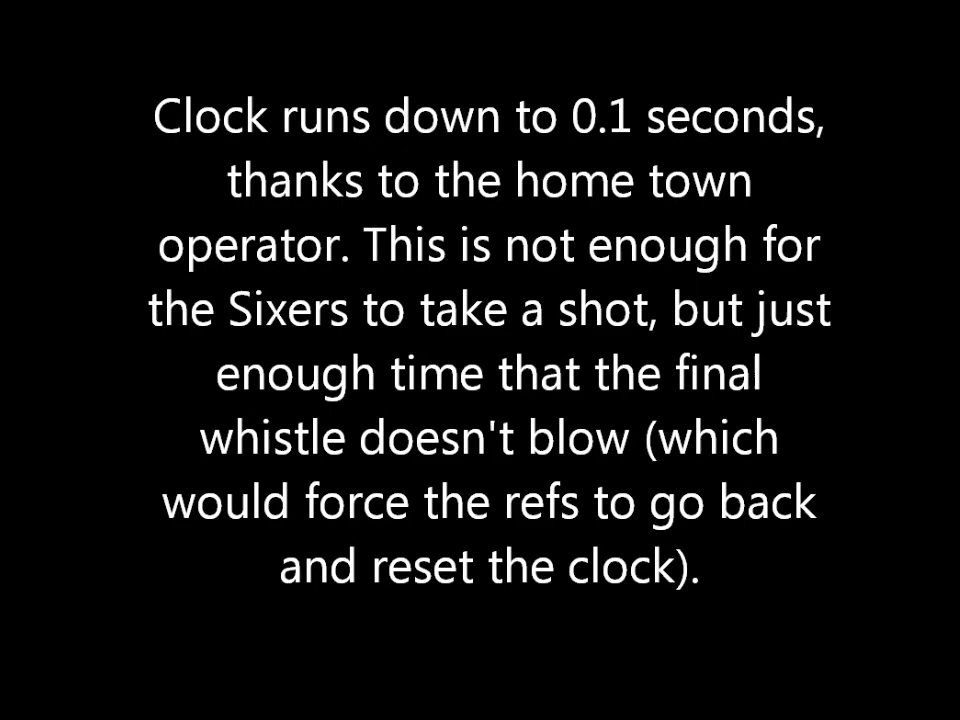 Clock runs down to 0.1 seconds,
thanks to the home town
operator. This is not enough for
the Sixers to take a shot, but just
enough time that the final
whistle doesn't blow (which
would force the refs to go back
and reset the clock).